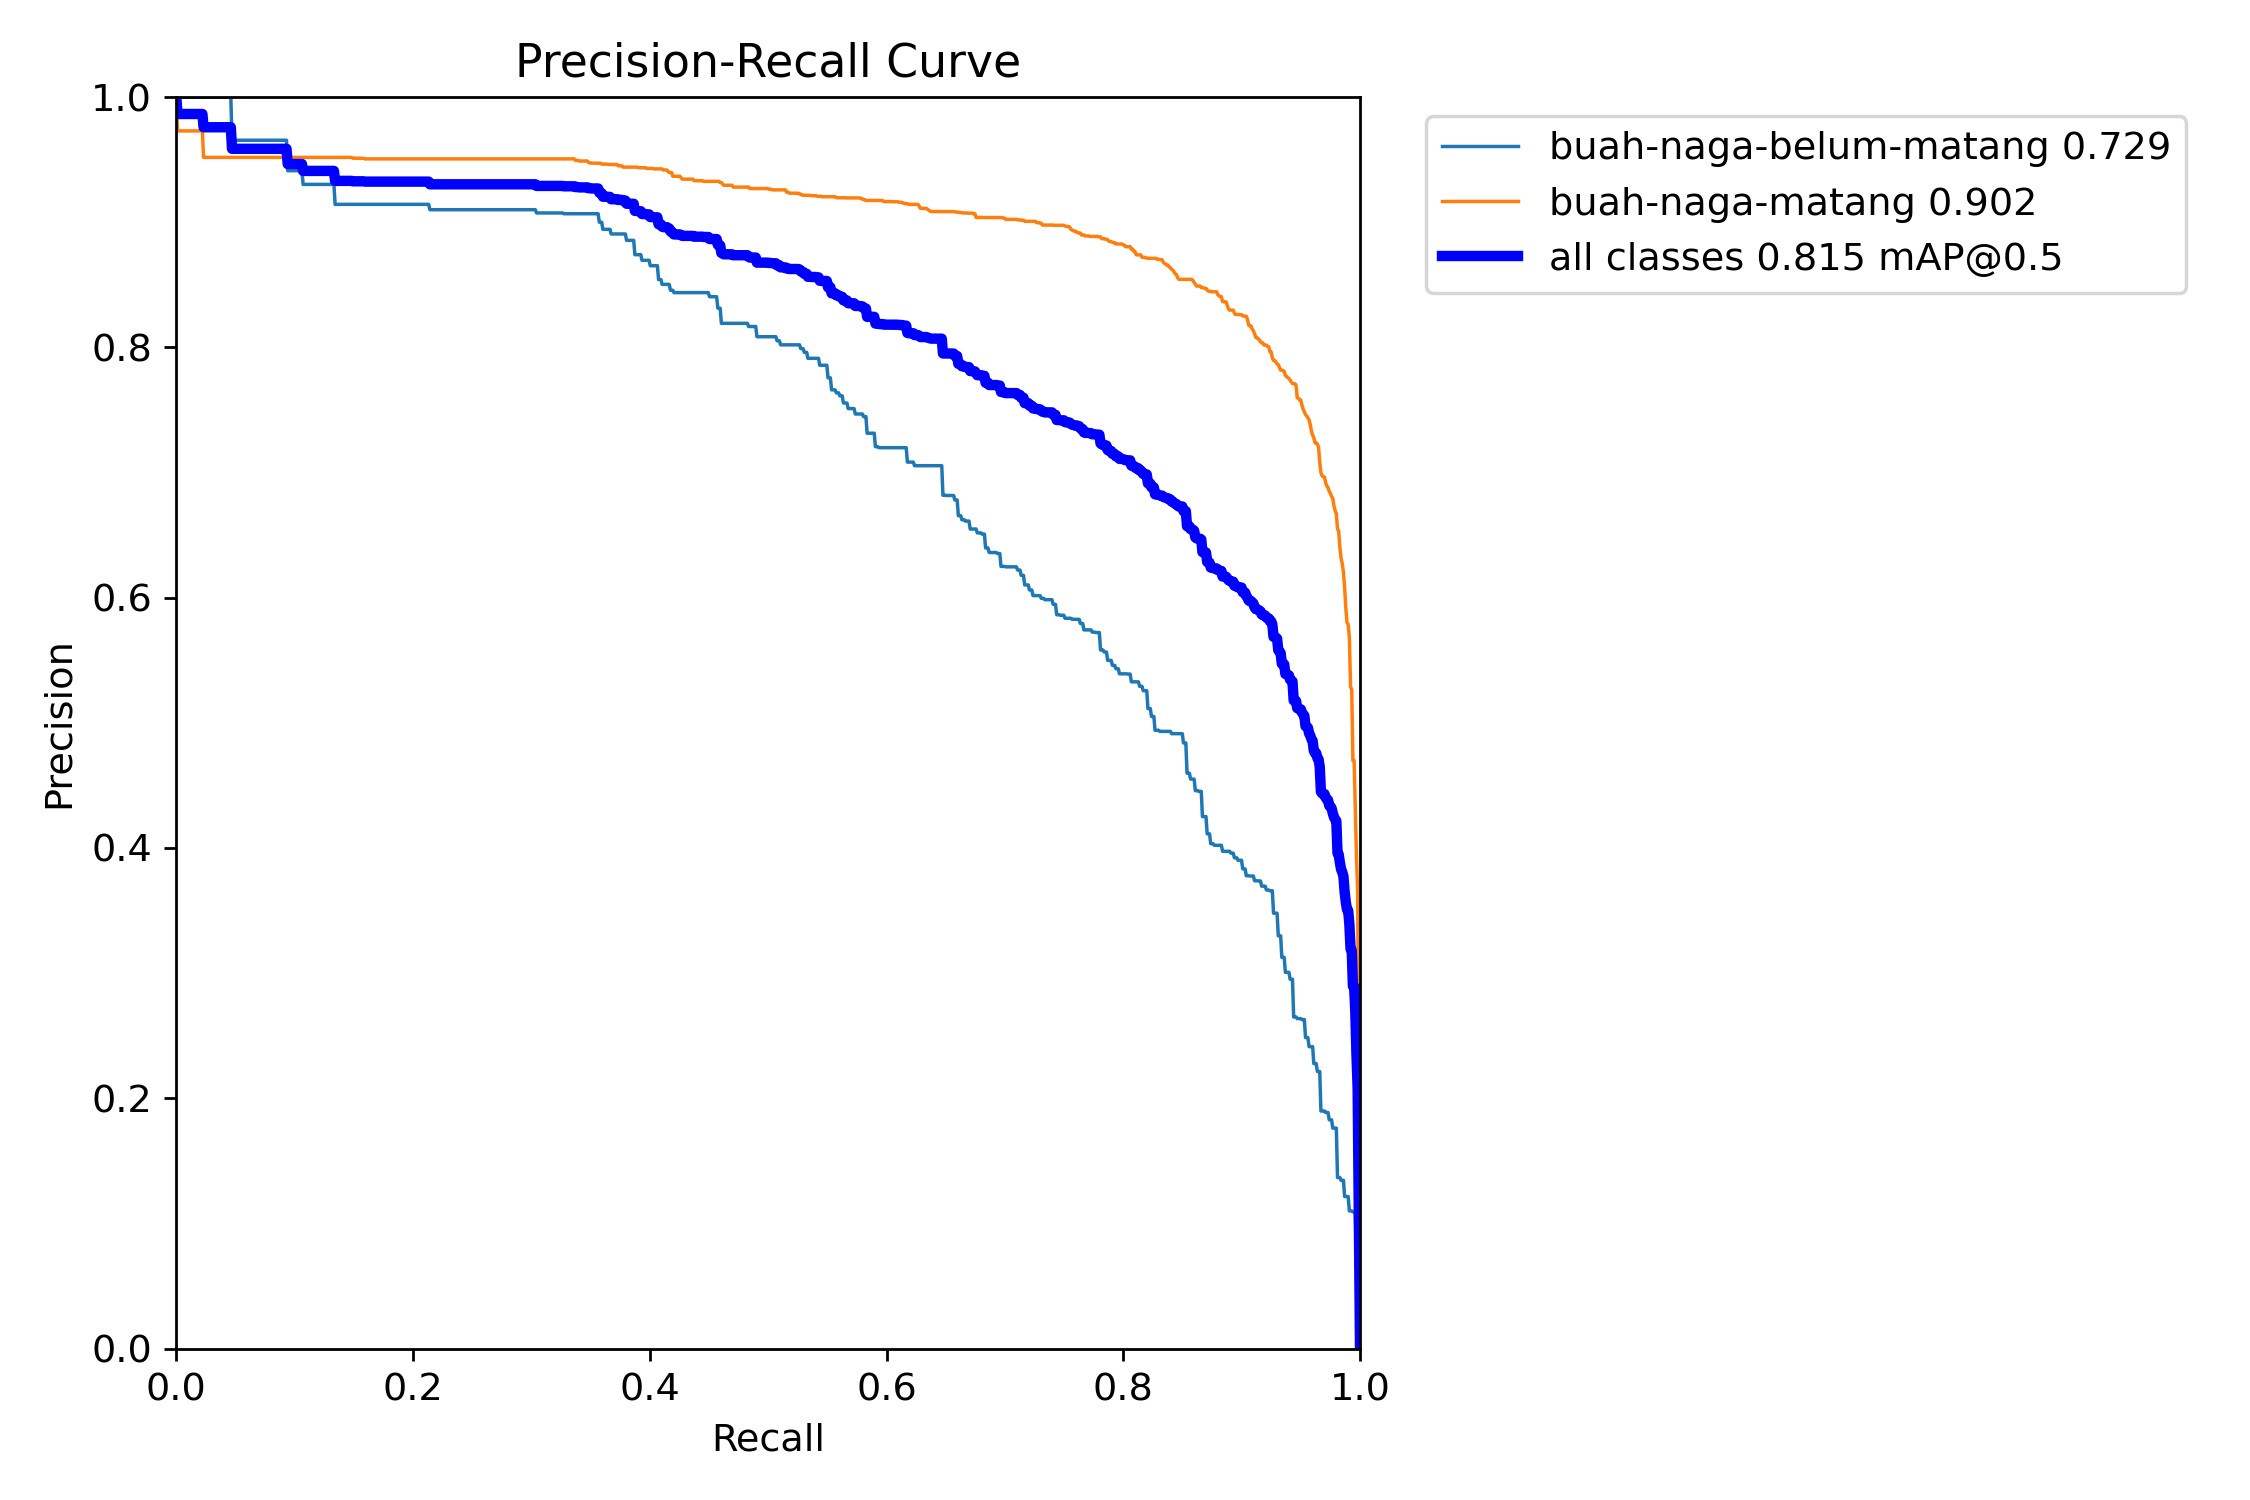 Precision-Recall Curve
1.0
0.8
0.6
0.4
0.2
0.0
Precision
0.0 0.2 0.4 0.6 0.8 1.0
Recall
buah-naga-belum-matang 0.729
buah-naga-matang 0.902
all classes 0.815 mAP@0.5